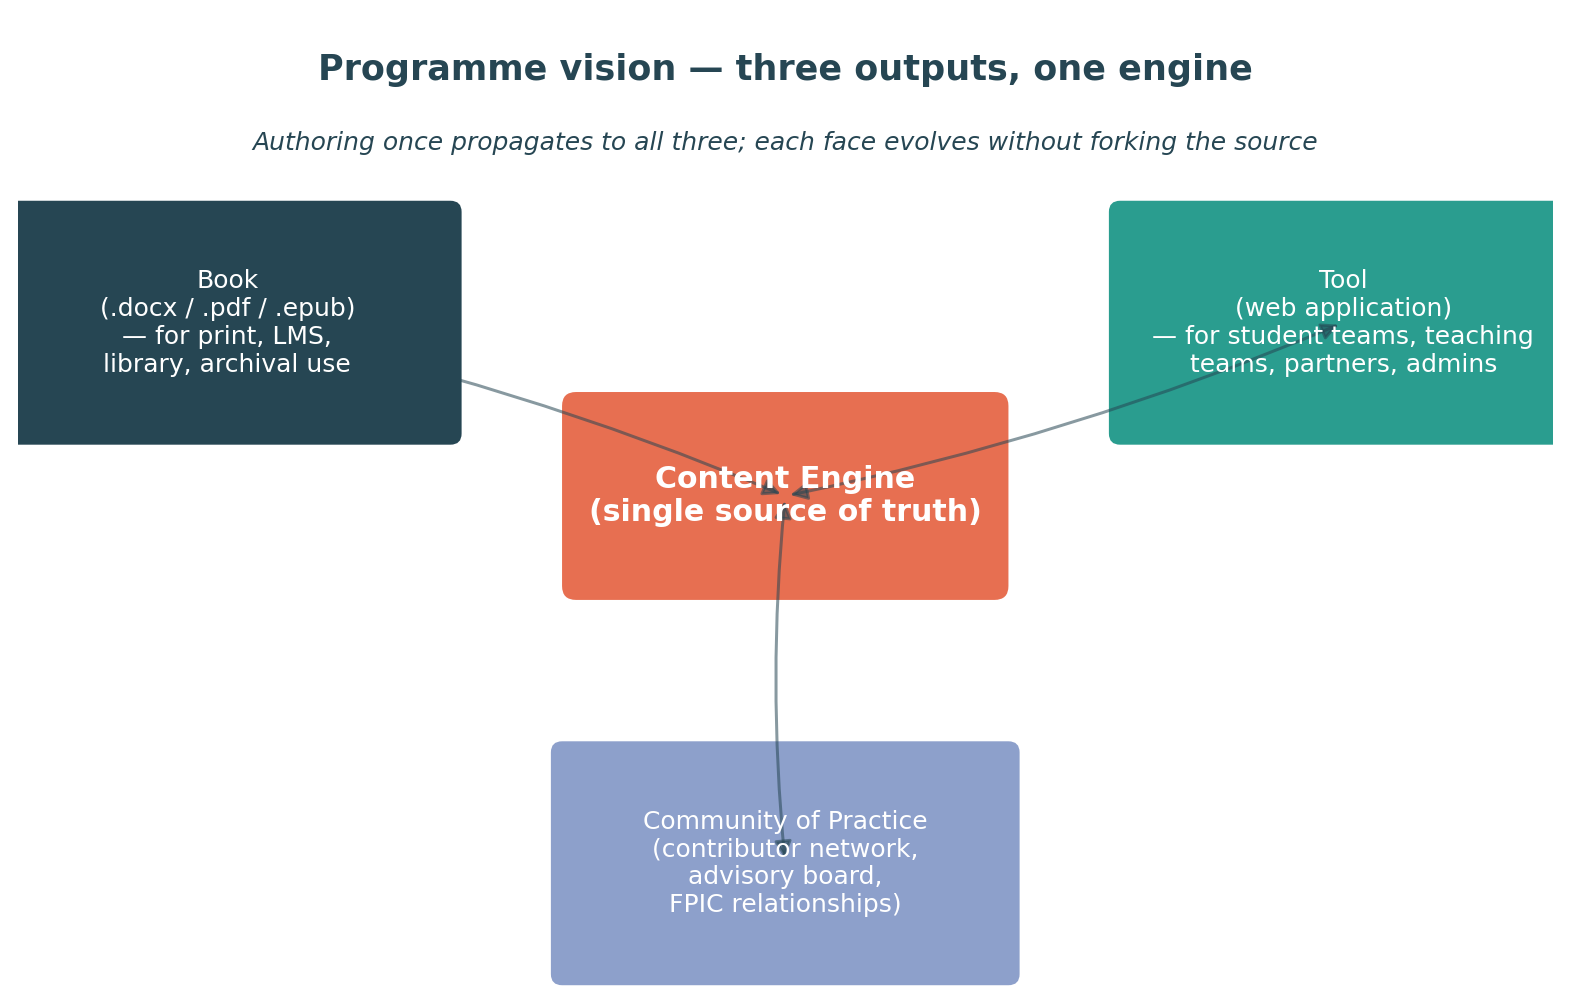 Programme vision — three outputs, one engine
Authoring once propagates to all three; each face evolves without forking the source
Book
(.docx / .pdf / .epub)
— for print, LMS,
library, archival use
Tool
(web application)
— for student teams, teaching
teams, partners, admins
Content Engine
(single source of truth)
Community of Practice
(contributor network,
advisory board,
FPIC relationships)